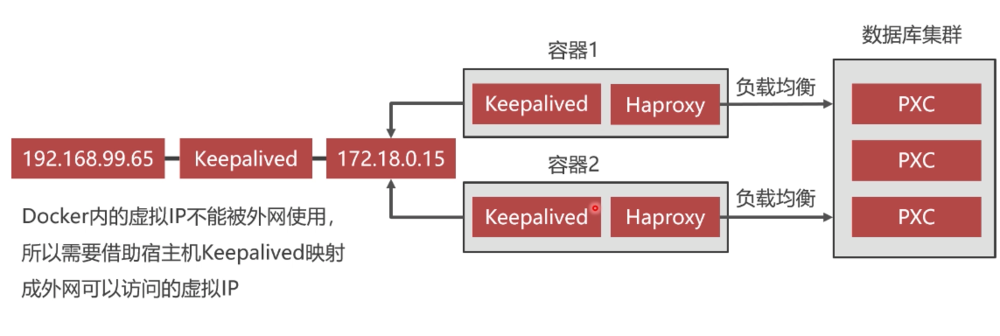 数据库集群
容器1
Keepalived
Haproxy
负载均衡
PXC
192.168.99.65
Keepalived
172.18.0.15
PXC
容器2
Keepalived
Haproxy
负载均衡
PXC
Docker内的虚拟IP不能被外网使用，
所以需要借助宿主机Keepalived映射
成外网可以访问的虚拟IP